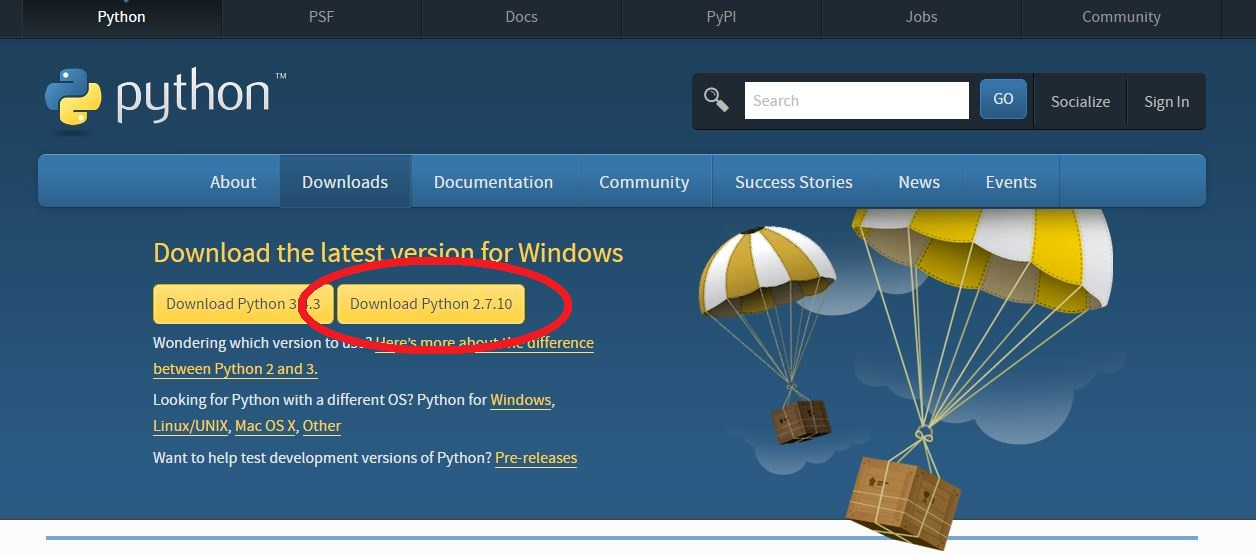 Python PSF Docs PyPI Jobs Community
python™
Search GO Socialize Sign In
About Downloads Documentation Community Success Stories News Events
Download the latest version for Windows
Download Python 3.4.3 Download Python 2.7.10
Wondering which version to use? Here's more about the difference
between Python 2 and 3.
Looking for Python with a different OS? Python for Windows,
Linux/UNIX, Mac OS X, Other
Want to help test development versions of Python? Pre-releases